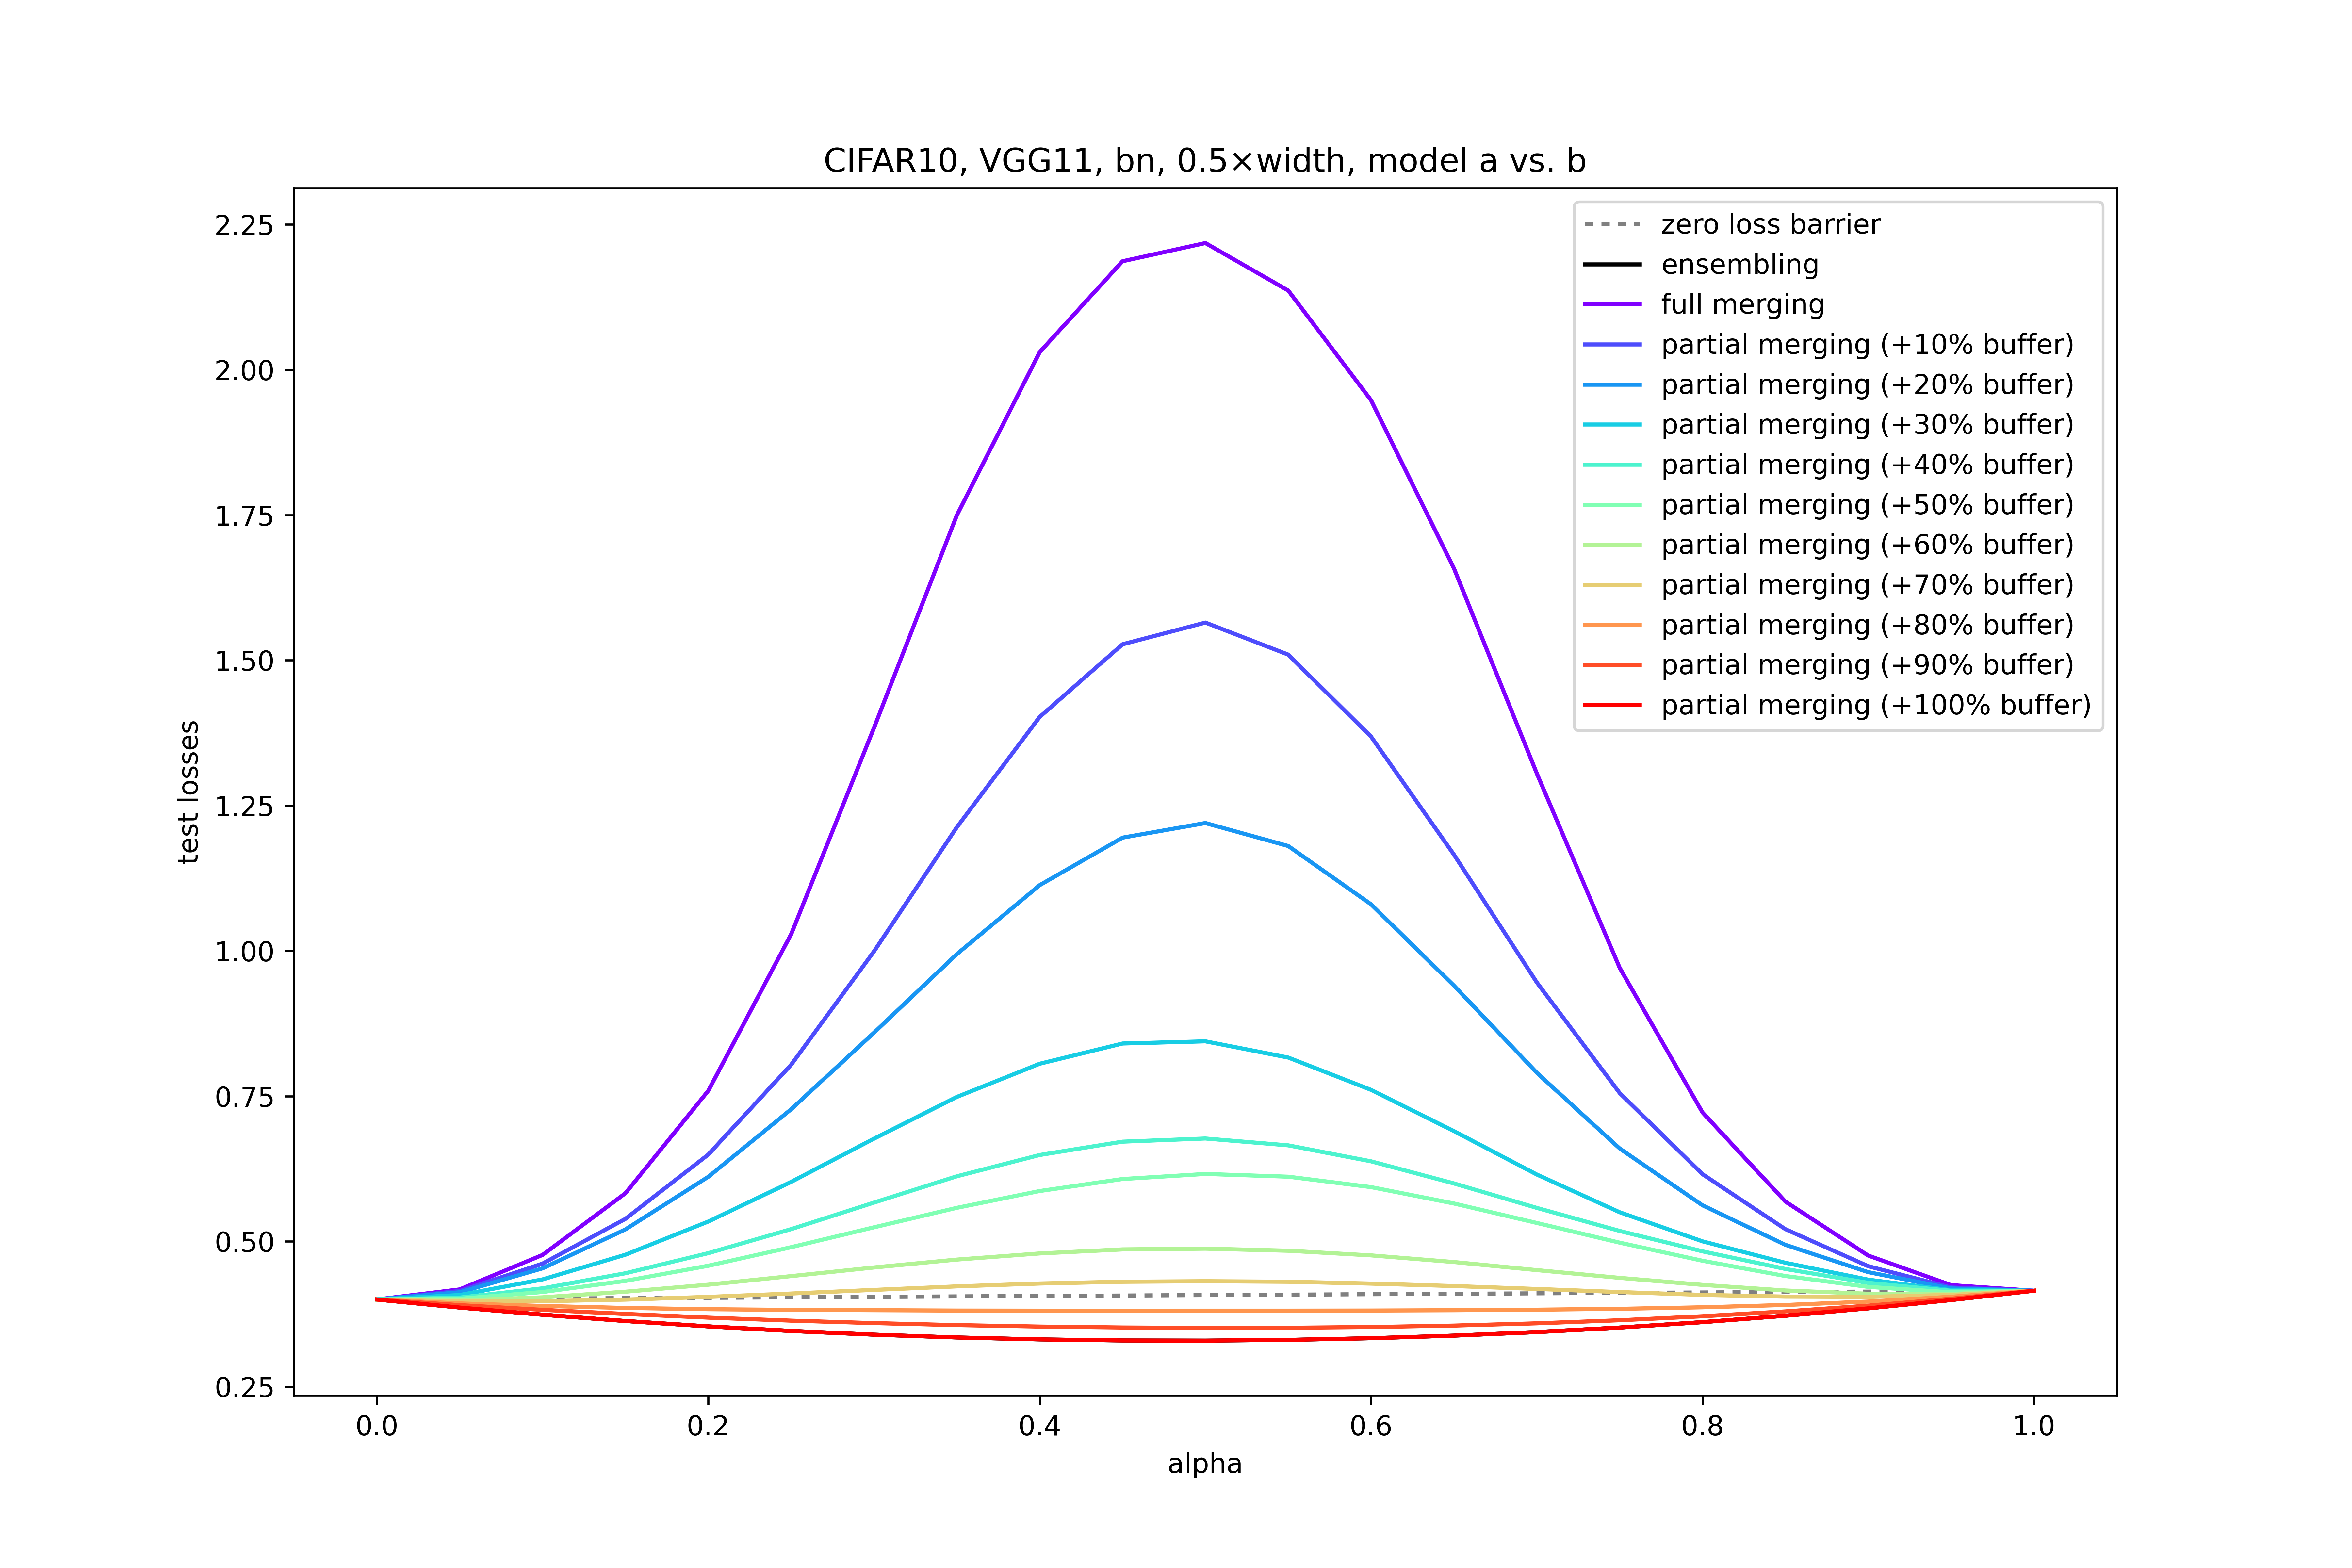 CIFAR10, VGG11, bn, 0.5×width, model a vs. b
2.25
2.00
1.75
1.50
1.25
1.00
0.75
0.50
0.25
test losses
zero loss barrier
ensembling
full merging
partial merging (+10% buffer)
partial merging (+20% buffer)
partial merging (+30% buffer)
partial merging (+40% buffer)
partial merging (+50% buffer)
partial merging (+60% buffer)
partial merging (+70% buffer)
partial merging (+80% buffer)
partial merging (+90% buffer)
partial merging (+100% buffer)
0.0 0.2 0.4 0.6 0.8 1.0
alpha